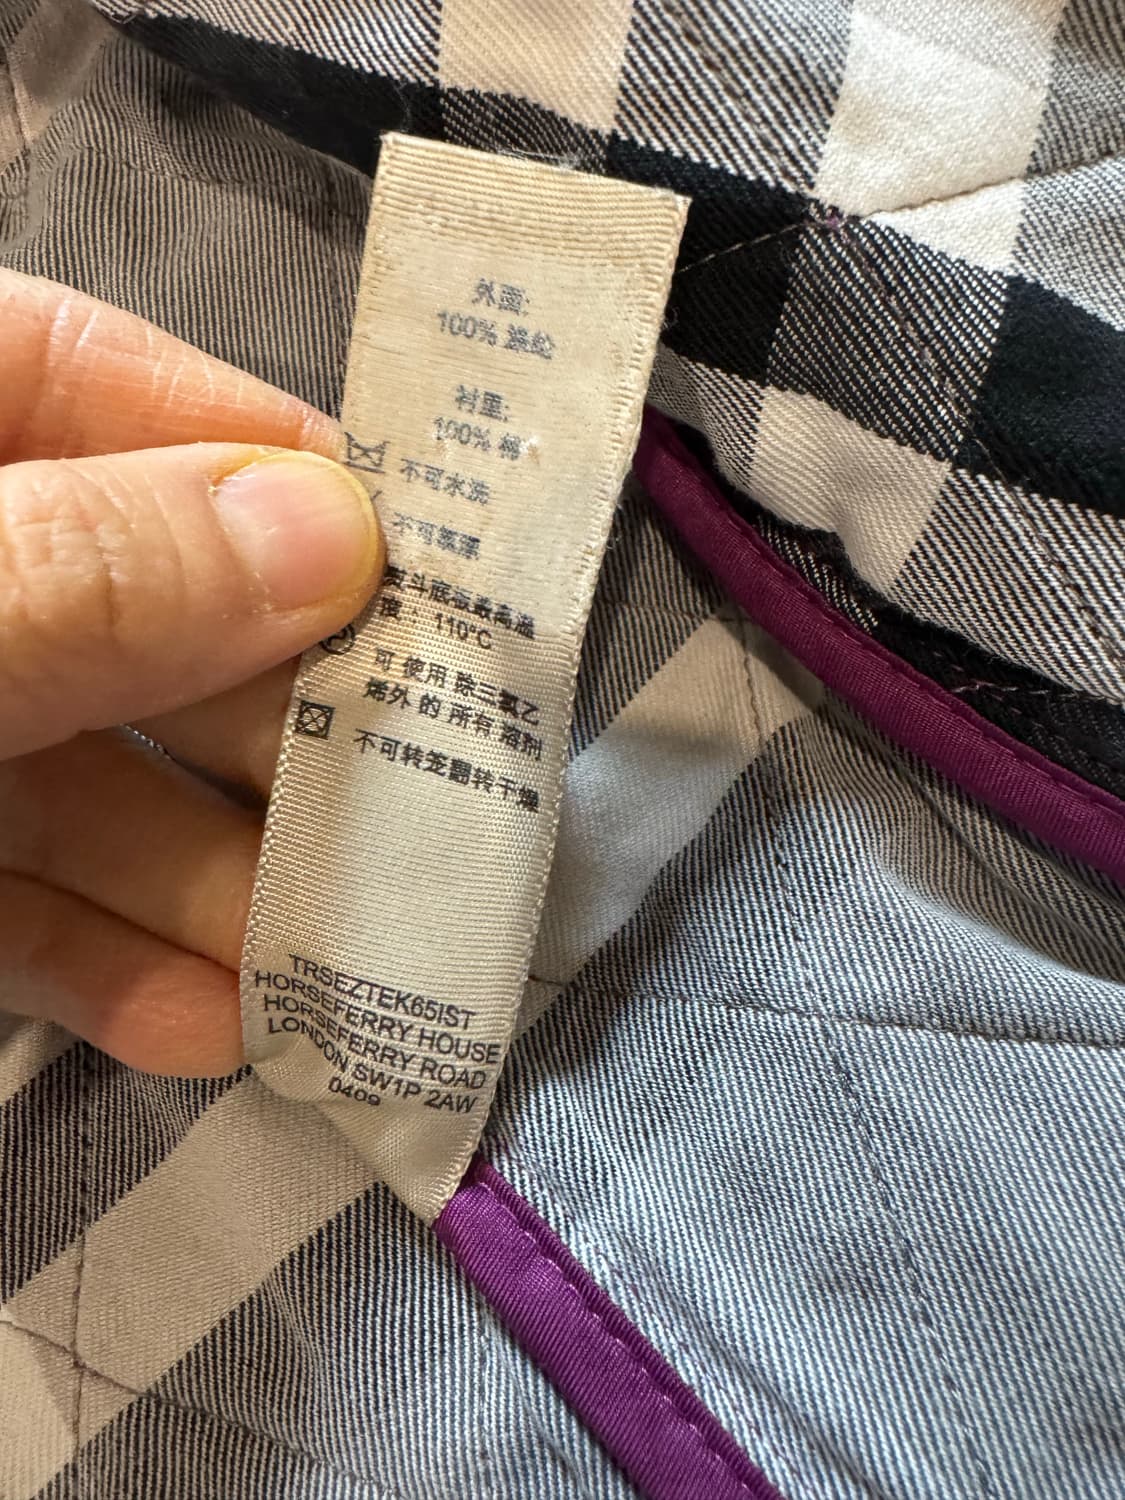 外面:
100% 涤纶
衬里:
100% 棉
不可水洗
不可氯漂
熨斗底板最高温
度: 110°C
可 使用 除三氯乙
烯外 的 所有 溶剂
不可转笼翻转干燥
TRSEZTEK65IST
HORSEFERRY HOUSE
HORSEFERRY ROAD
LONDON SW1P 2AW
0409